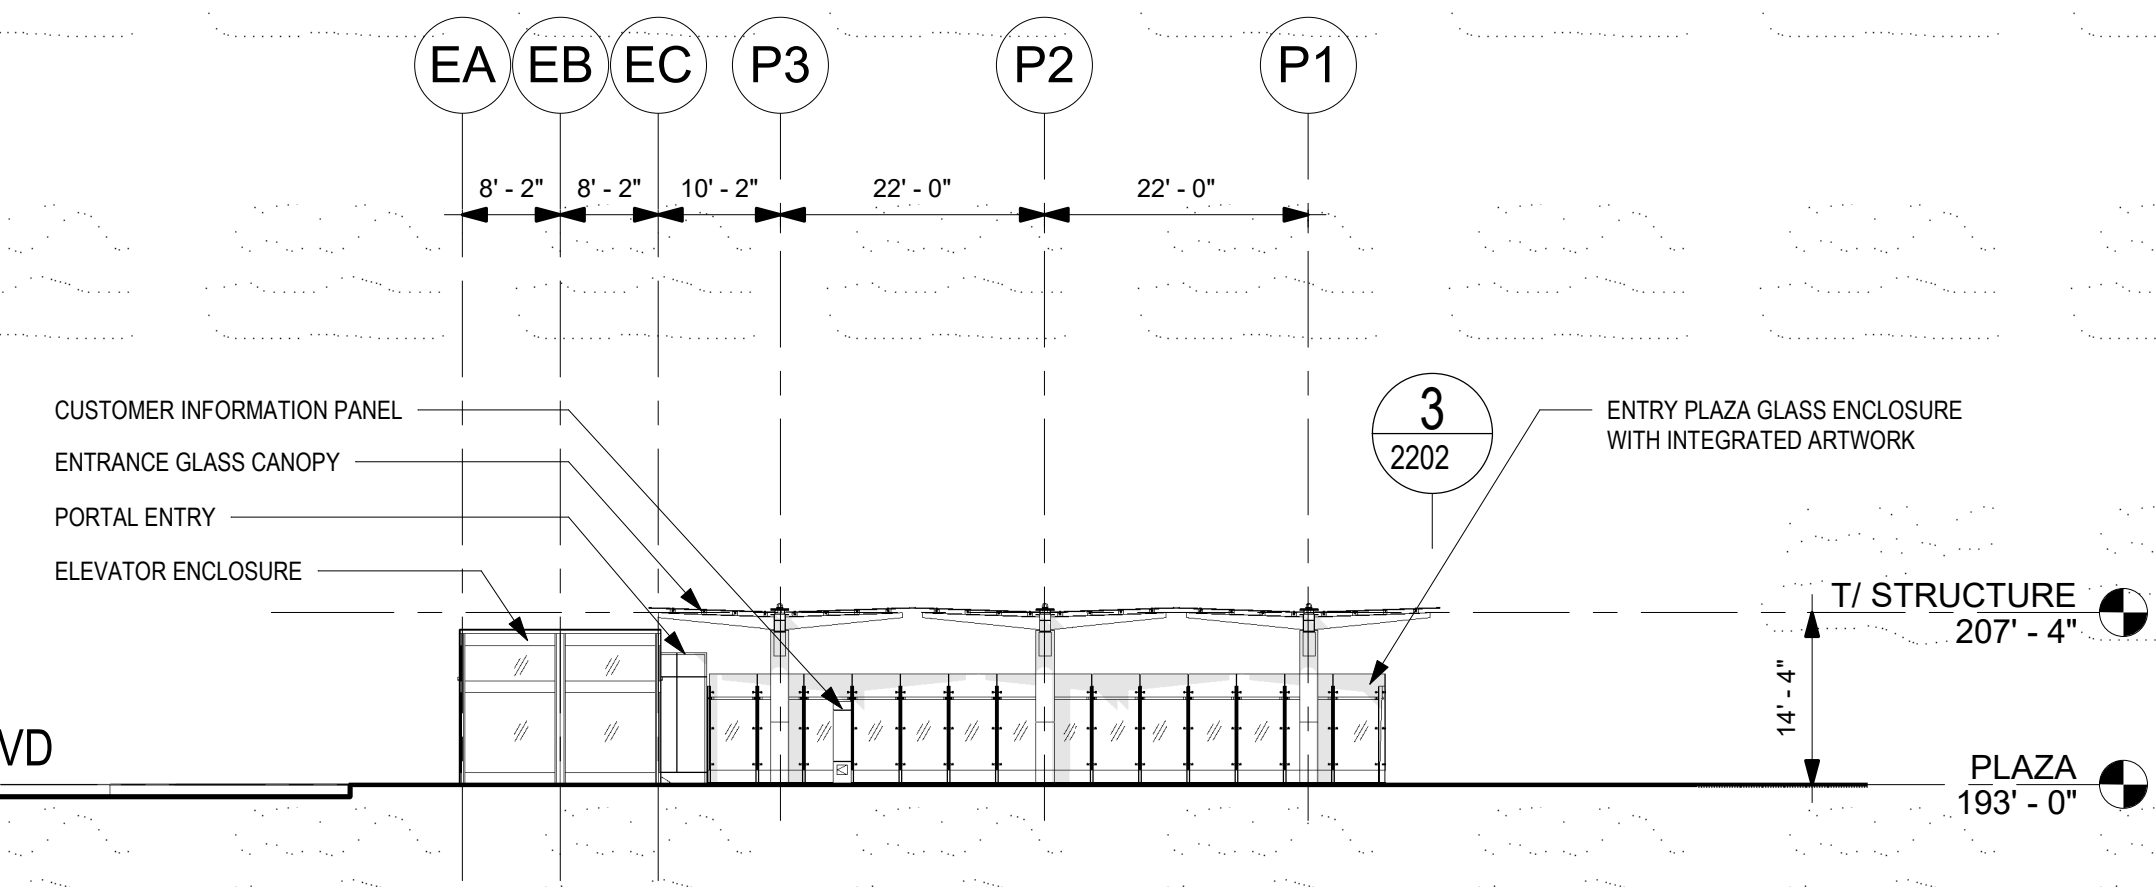 EA EB EC P3 P2 P1
8' - 2" 8' - 2" 10' - 2" 22' - 0" 22' - 0"
CUSTOMER INFORMATION PANEL
ENTRANCE GLASS CANOPY
PORTAL ENTRY
ELEVATOR ENCLOSURE
3
2202
ENTRY PLAZA GLASS ENCLOSURE
WITH INTEGRATED ARTWORK
T/ STRUCTURE
207' - 4"
14' - 4"
VD
PLAZA
193' - 0"